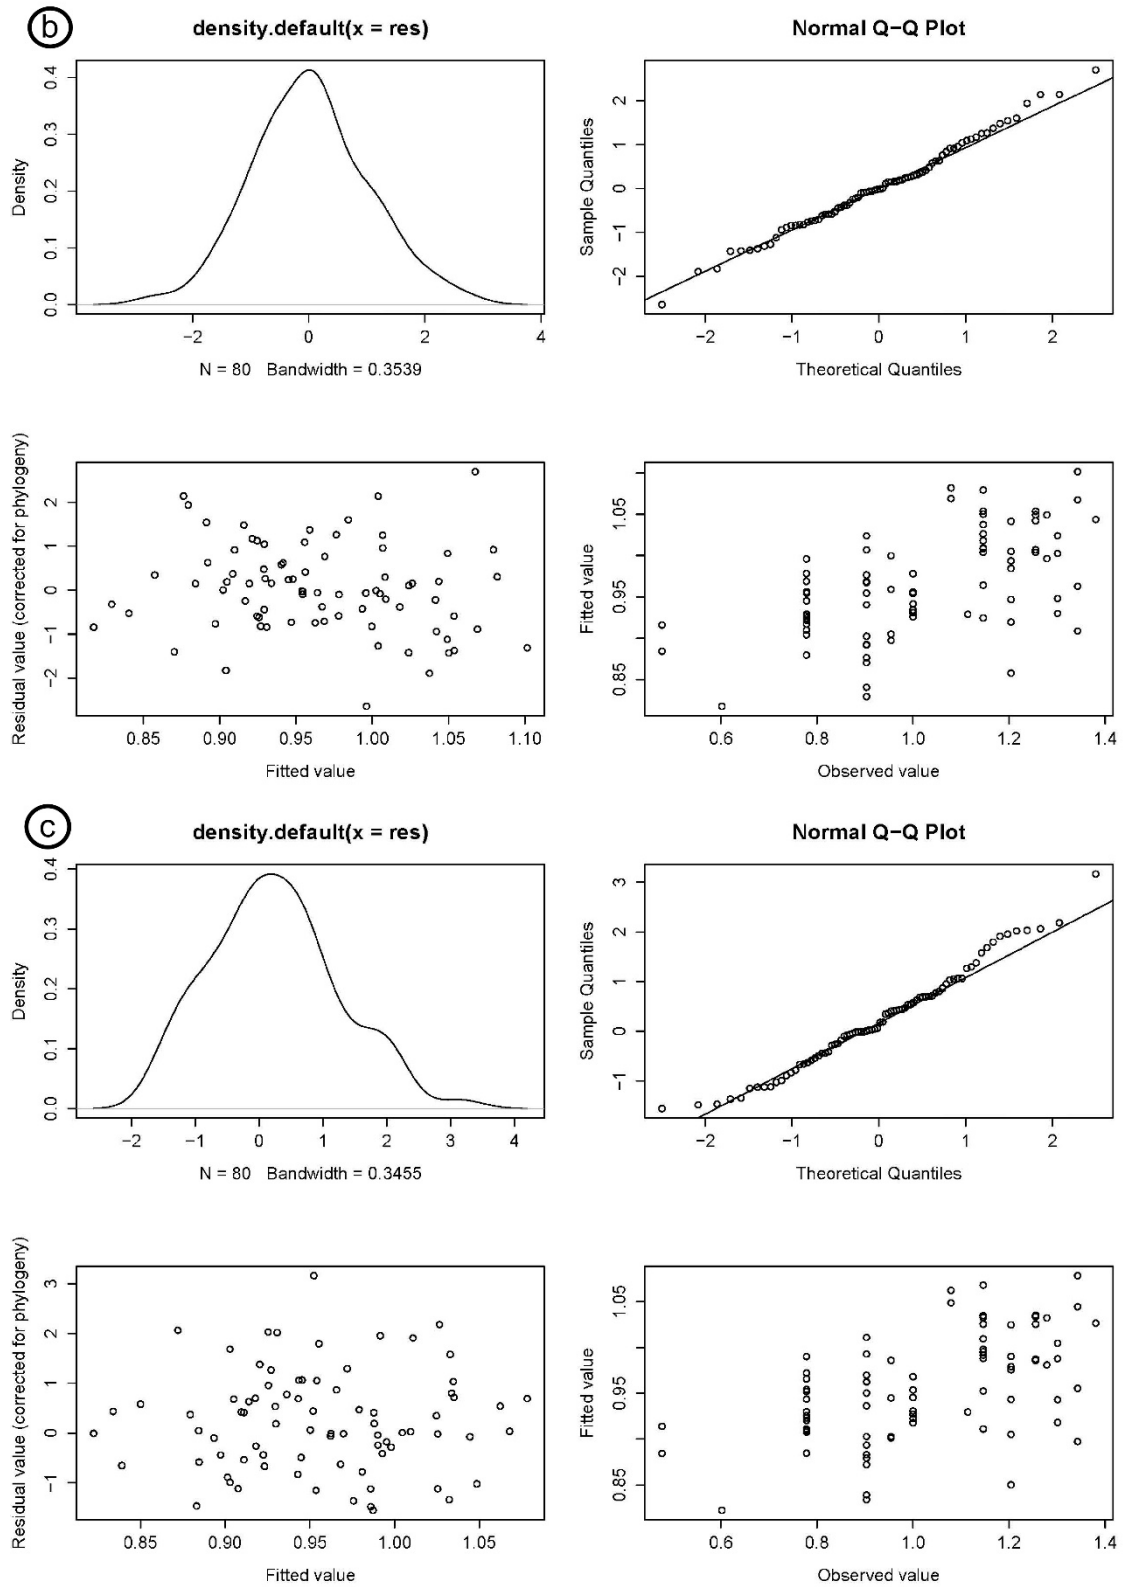 b
density.default(x = res)
Density
0.0 0.1 0.2 0.3 0.4
−2 0 2 4
N = 80 Bandwidth = 0.3539
Normal Q−Q Plot
Sample Quantiles
−2 −1 0 1 2
−2 −1 0 1 2
Theoretical Quantiles
Residual value (corrected for phylogeny)
−2 −1 0 1 2
0.85 0.90 0.95 1.00 1.05 1.10
Fitted value
Fitted value
0.85 0.95 1.05
0.6 0.8 1.0 1.2 1.4
Observed value
c
density.default(x = res)
Density
0.0 0.1 0.2 0.3 0.4
−2 −1 0 1 2 3 4
N = 80 Bandwidth = 0.3455
Normal Q−Q Plot
Sample Quantiles
−1 0 1 2 3
−2 −1 0 1 2
Theoretical Quantiles
Residual value (corrected for phylogeny)
−1 0 1 2 3
0.85 0.90 0.95 1.00 1.05
Fitted value
Fitted value
0.85 0.95 1.05
0.6 0.8 1.0 1.2 1.4
Observed value